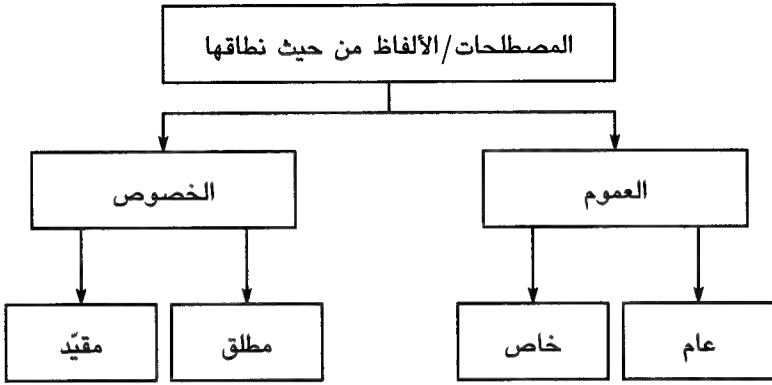 المصطلحات/الألفاظ من حيث نطاقها
العموم
الخصوص
عام
خاص
مطلق
مقيّد